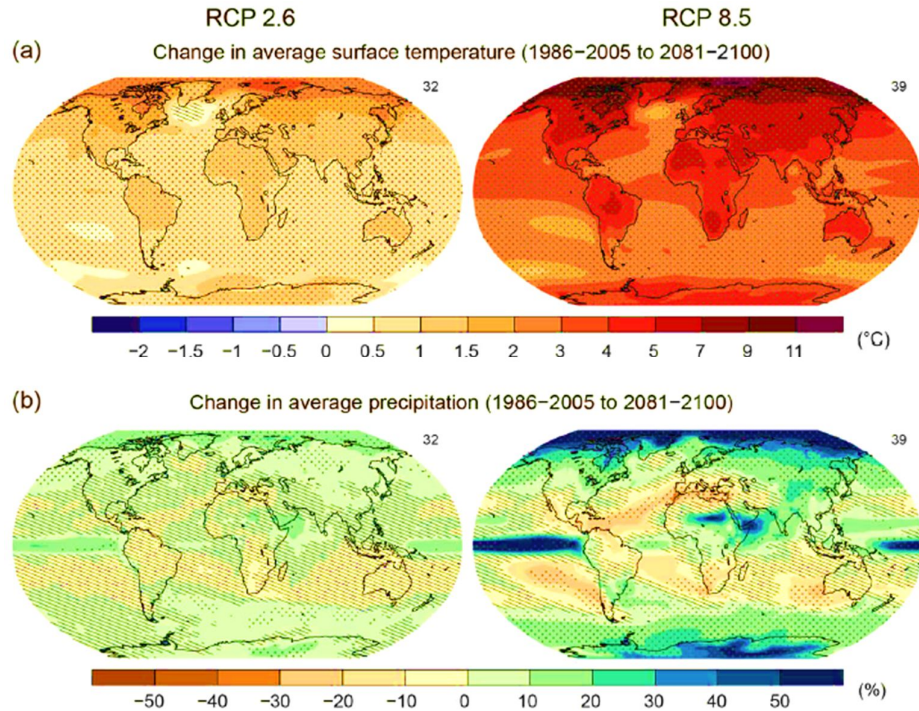 RCP 2.6 RCP 8.5
(a) Change in average surface temperature (1986−2005 to 2081−2100)
32 39
−2 −1.5 −1 −0.5 0 0.5 1 1.5 2 3 4 5 7 9 11 (°C)
(b) Change in average precipitation (1986−2005 to 2081−2100)
32 39
−50 −40 −30 −20 −10 0 10 20 30 40 50 (%)